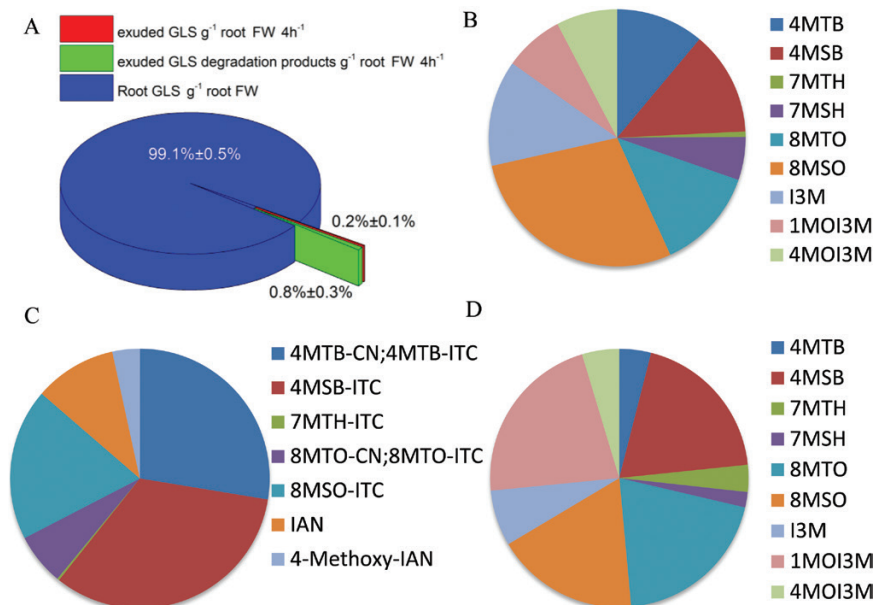 A
exuded GLS g⁻¹ root FW 4h⁻¹
exuded GLS degradation products g⁻¹ root FW 4h⁻¹
Root GLS g⁻¹ root FW
99.1%±0.5%
0.2%±0.1%
0.8%±0.3%
B
4MTB
4MSB
7MTH
7MSH
8MTO
8MSO
I3M
1MOI3M
4MOI3M
C
4MTB-CN;4MTB-ITC
4MSB-ITC
7MTH-ITC
8MTO-CN;8MTO-ITC
8MSO-ITC
IAN
4-Methoxy-IAN
D
4MTB
4MSB
7MTH
7MSH
8MTO
8MSO
I3M
1MOI3M
4MOI3M